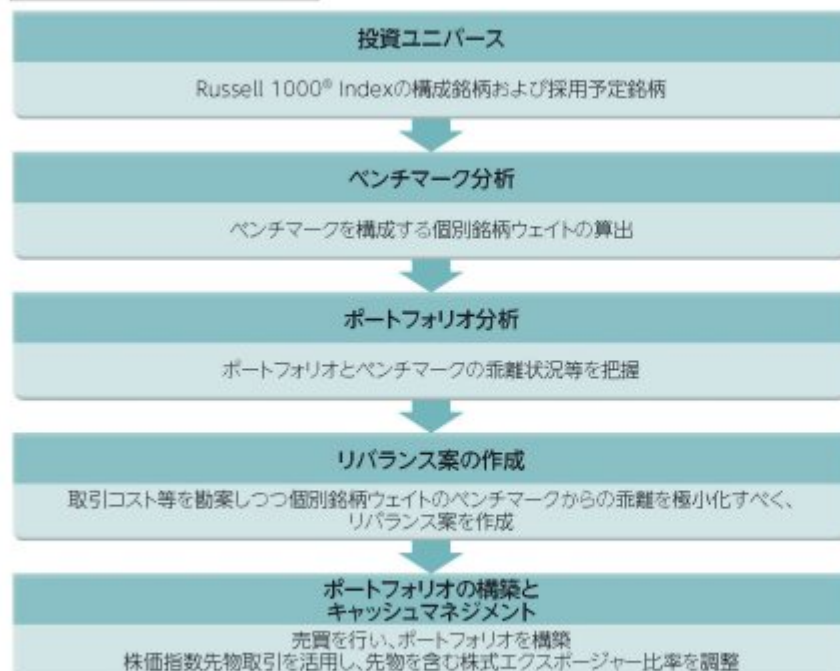 投資ユニバース
Russell 1000® Indexの構成銘柄および採用予定銘柄
ベンチマーク分析
ベンチマークを構成する個別銘柄ウェイトの算出
ポートフォリオ分析
ポートフォリオとベンチマークの乖離状況等を把握
リバランス案の作成
取引コスト等を勘案しつつ個別銘柄ウェイトのベンチマークからの乖離を極小化すべく、
リバランス案を作成
ポートフォリオの構築と
キャッシュマネジメント
売買を行い、ポートフォリオを構築
株価指数先物取引を活用し、先物を含む株式エクスポージャー比率を調整